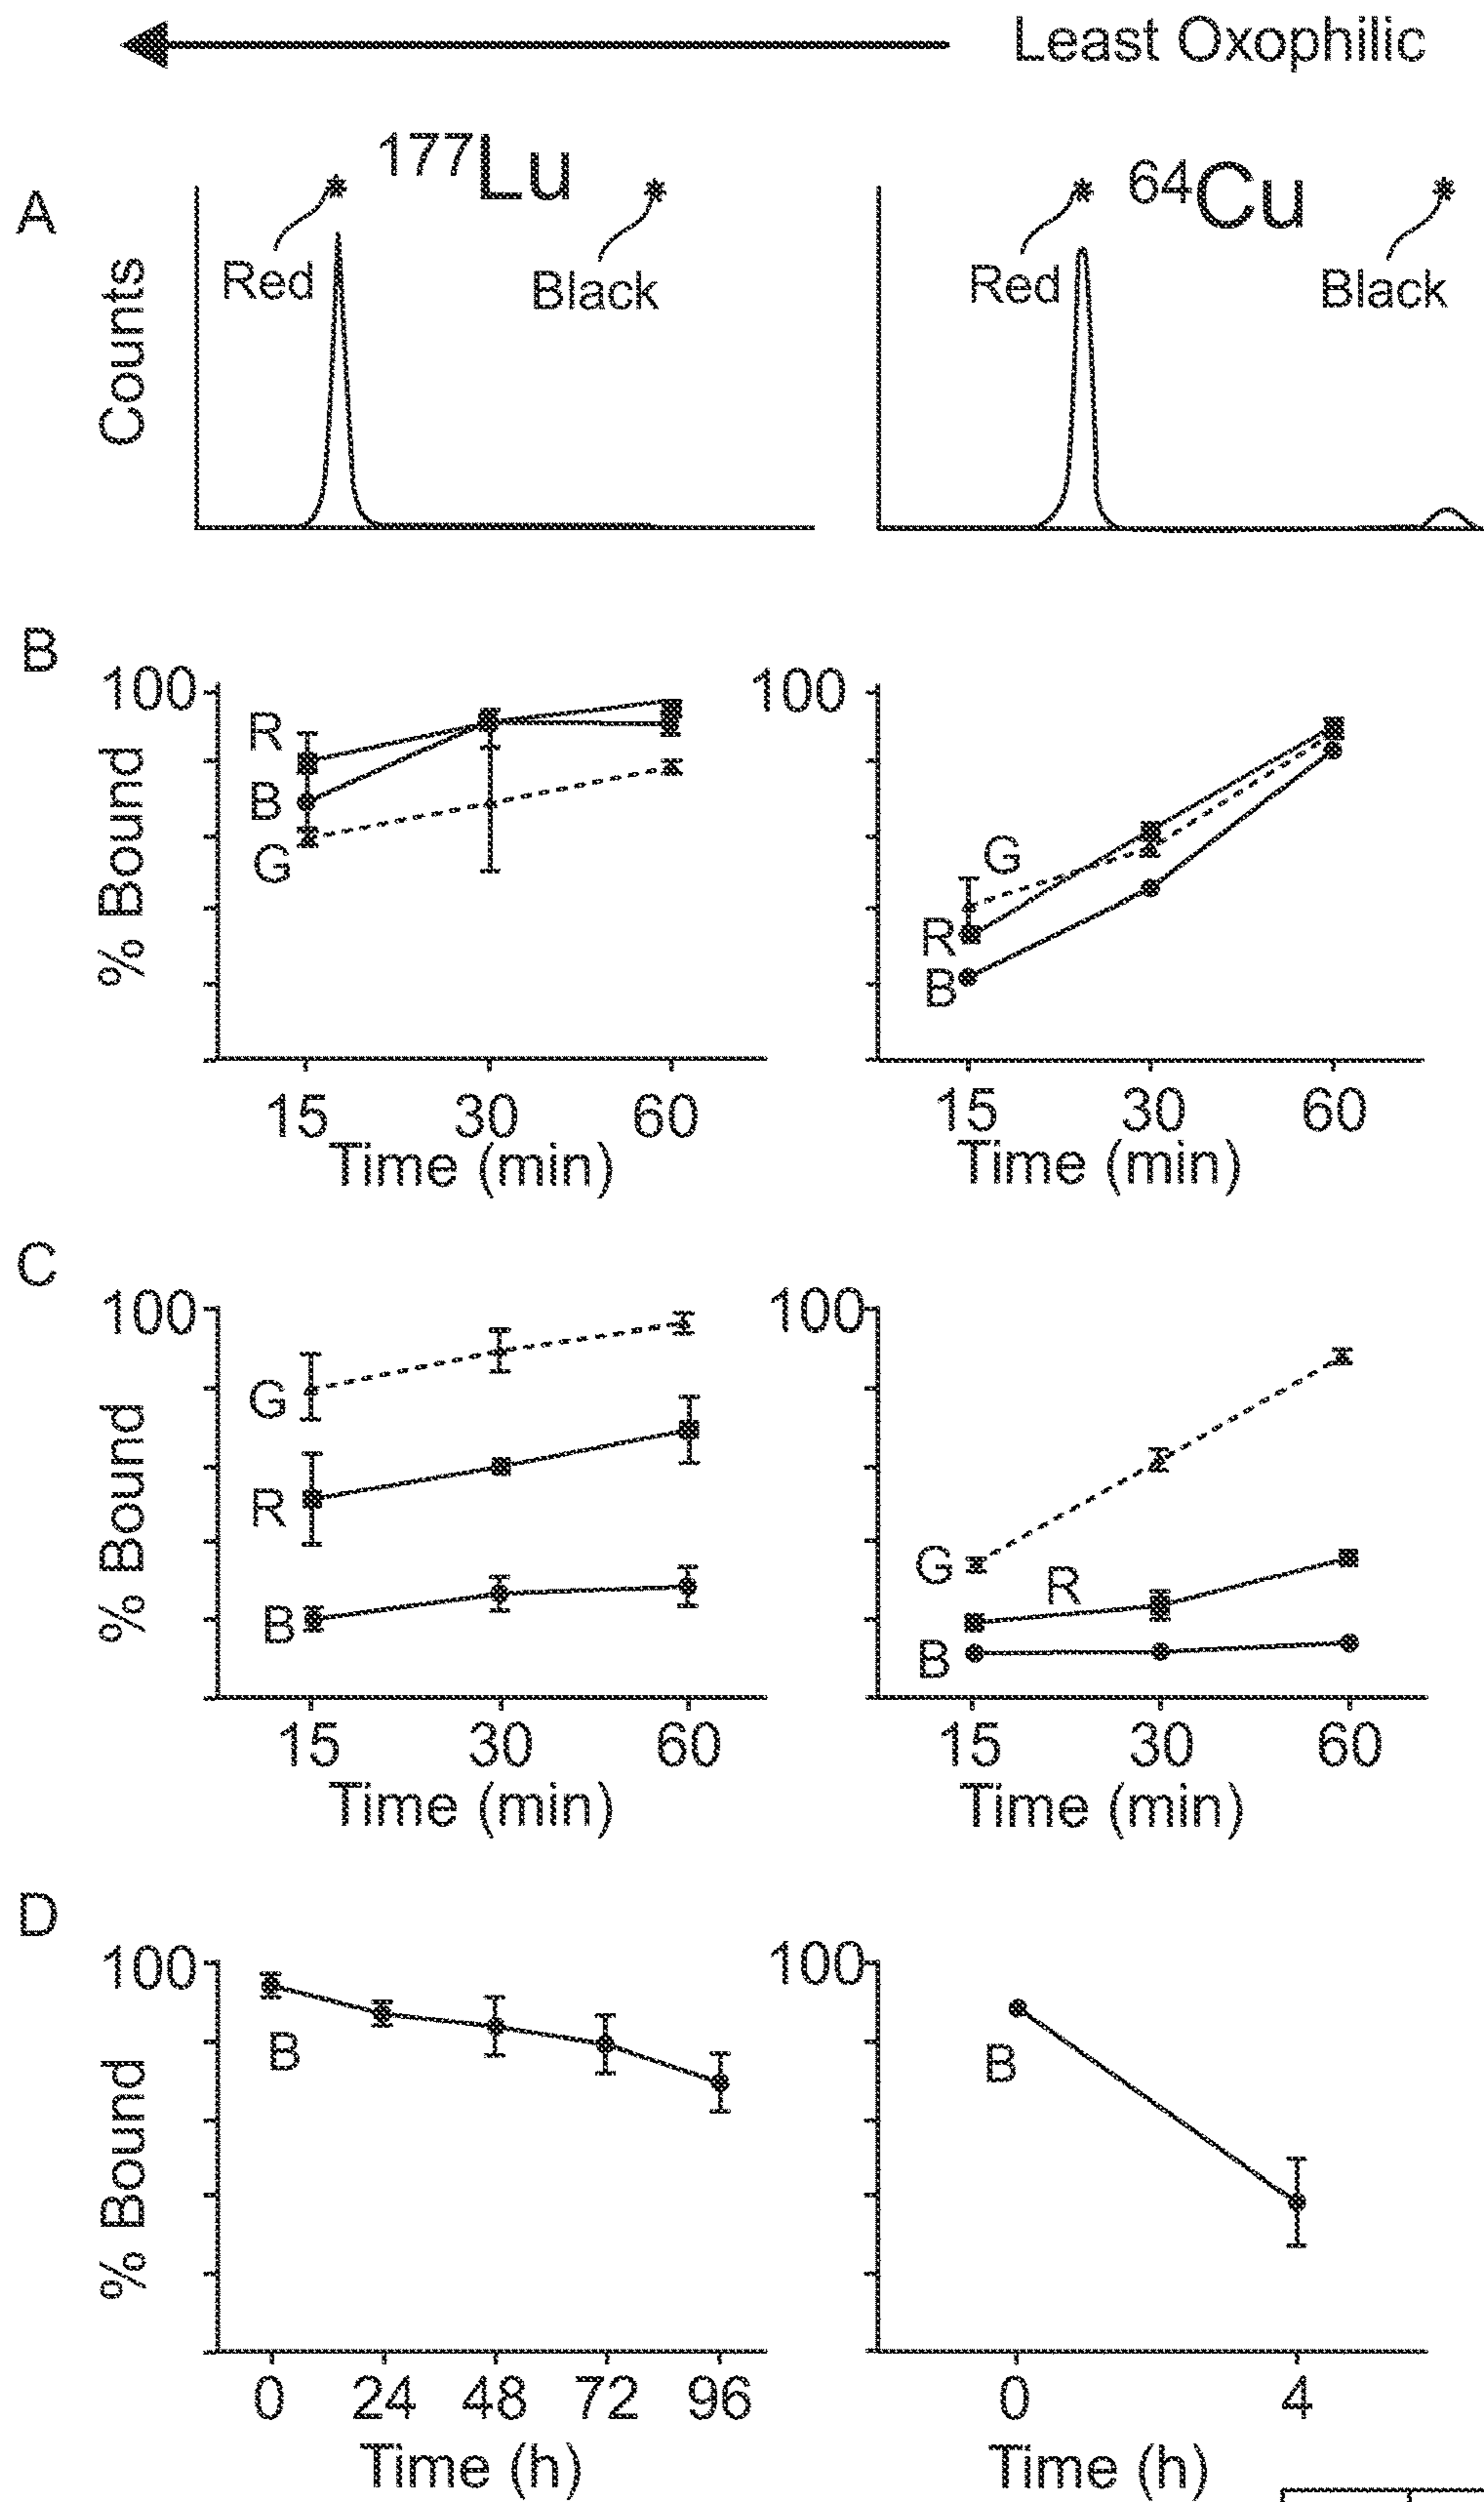 Least Oxophilic
A
177Lu
64Cu
* * * *
Red Black Red Black
Counts
B
100 100
R
B
G
G
R
B
% Bound
15 30 60 15 30 60
Time (min) Time (min)
C
100 100
G
R
B
G
R
B
% Bound
15 30 60 15 30 60
Time (min) Time (min)
D
100 100
B B
% Bound
0 24 48 72 96 0 4
Time (h) Time (h)